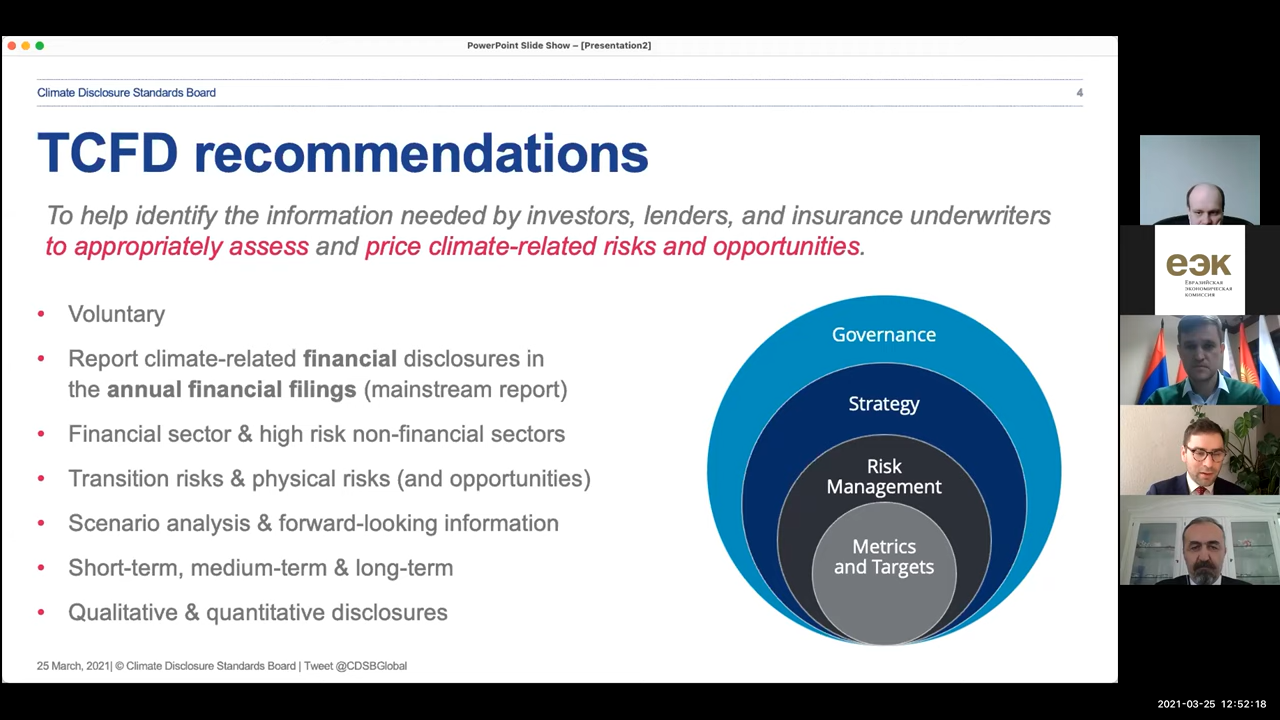 PowerPoint Slide Show – [Presentation2]
Climate Disclosure Standards Board
4
TCFD recommendations
To help identify the information needed by investors, lenders, and insurance underwriters
to appropriately assess and price climate-related risks and opportunities.
• Voluntary
• Report climate-related financial disclosures in
the annual financial filings (mainstream report)
• Financial sector & high risk non-financial sectors
• Transition risks & physical risks (and opportunities)
• Scenario analysis & forward-looking information
• Short-term, medium-term & long-term
• Qualitative & quantitative disclosures
Governance
Strategy
Risk
Management
Metrics
and Targets
25 March, 2021| © Climate Disclosure Standards Board | Tweet @CDSBGlobal
еэк
ЕВРАЗИЙСКАЯ
ЭКОНОМИЧЕСКАЯ
КОМИССИЯ
2021-03-25 12:52:18